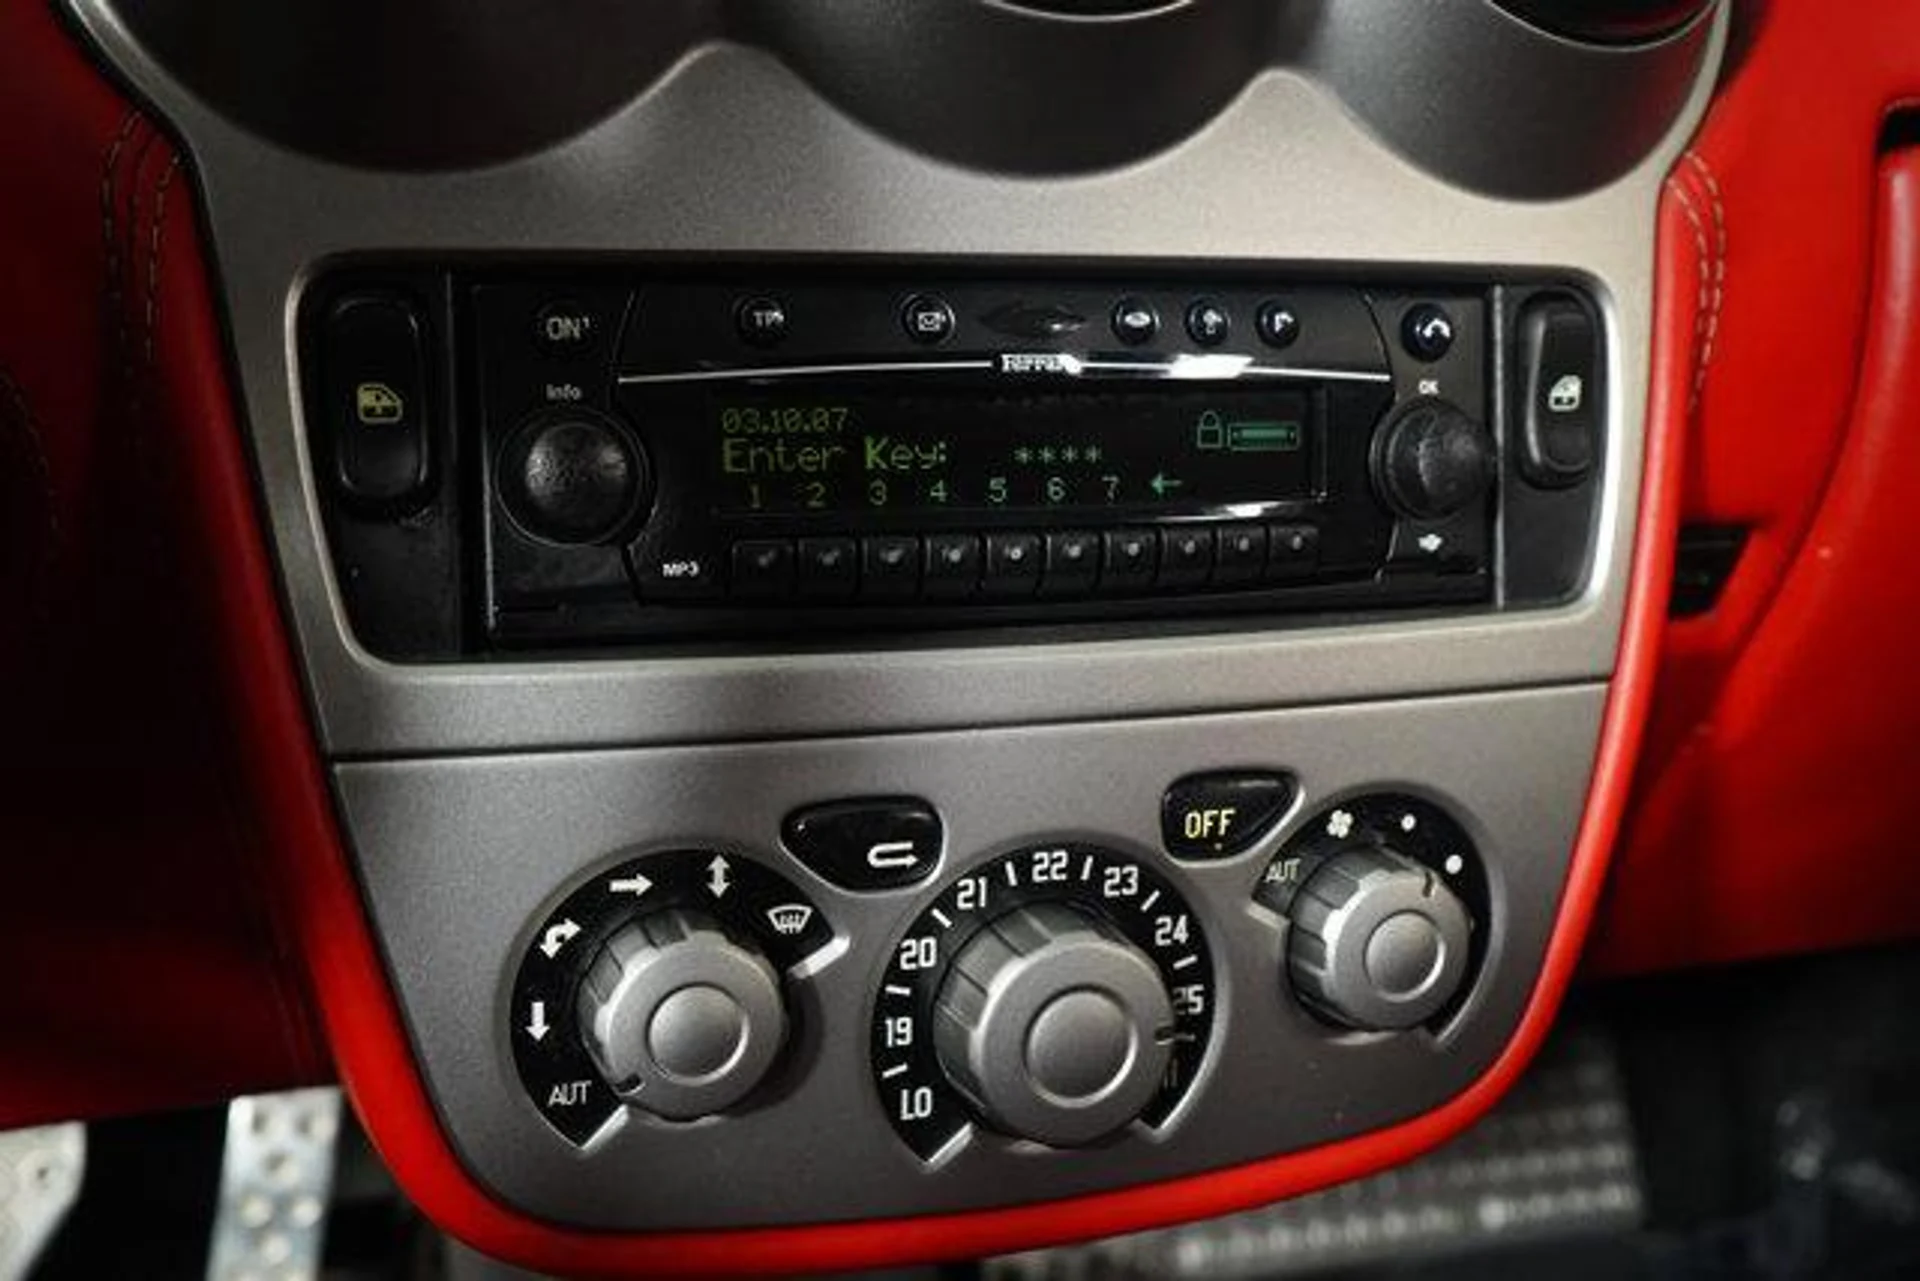 ON
TP
Info
Ferrari
OK
03.10.07
Enter Key: ****
1 2 3 4 5 6 7 ←
MP3
OFF
AUT
AUT
LO 19 20 21 22 23 24 25